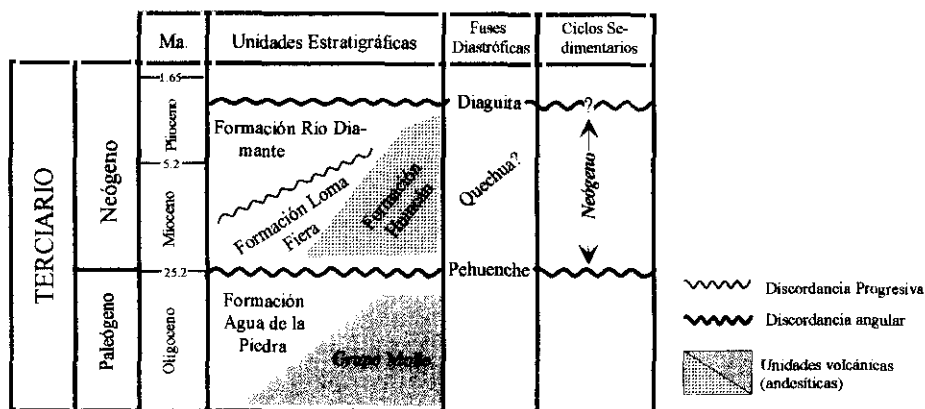 Ma.
Unidades Estratigráficas
Fases
Diastróficas
Ciclos Se-
dimentarios
TERCIARIO
Neógeno
Paleógeno
1.65
Plioceno
5.2
Mioceno
25.2
Oligoceno
Formación Río Dia-
mante
Formación Loma
Fiera
Formación
Huincán
Formación
Agua de la
Piedra
Grupo Molle
Diaguita
Quechua?
Pehuenche
?
Neógeno
Discordancia Progresiva
Discordancia angular
Unidades volcánicas
(andesíticas)